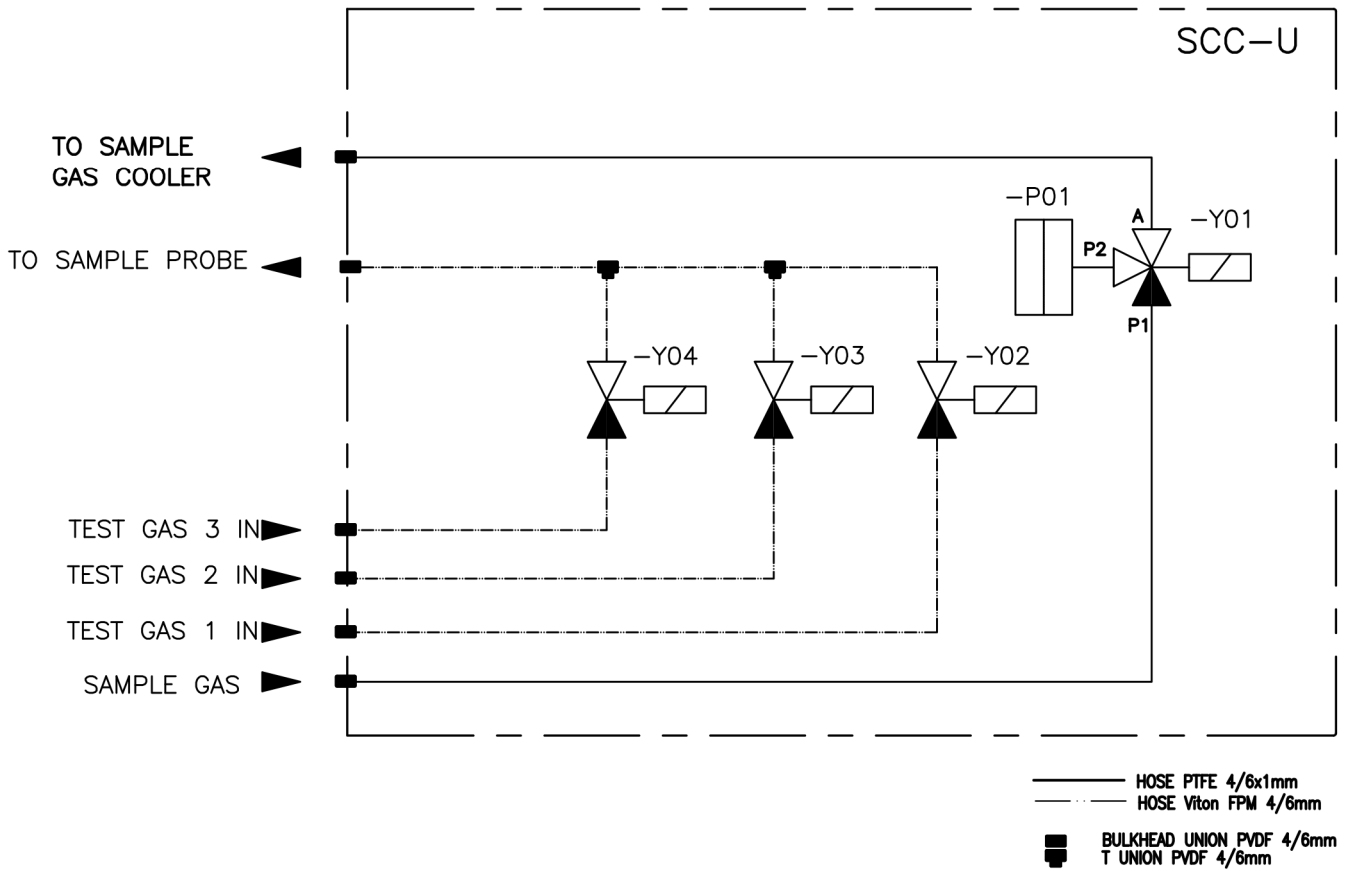 SCC-U
TO SAMPLE
GAS COOLER
-P01
A
-Y01
P2
TO SAMPLE PROBE
P1
-Y04
-Y03
-Y02
TEST GAS 3 IN
TEST GAS 2 IN
TEST GAS 1 IN
SAMPLE GAS
HOSE PTFE 4/6x1mm
HOSE Viton FPM 4/6mm
BULKHEAD UNION PVDF 4/6mm
T UNION PVDF 4/6mm